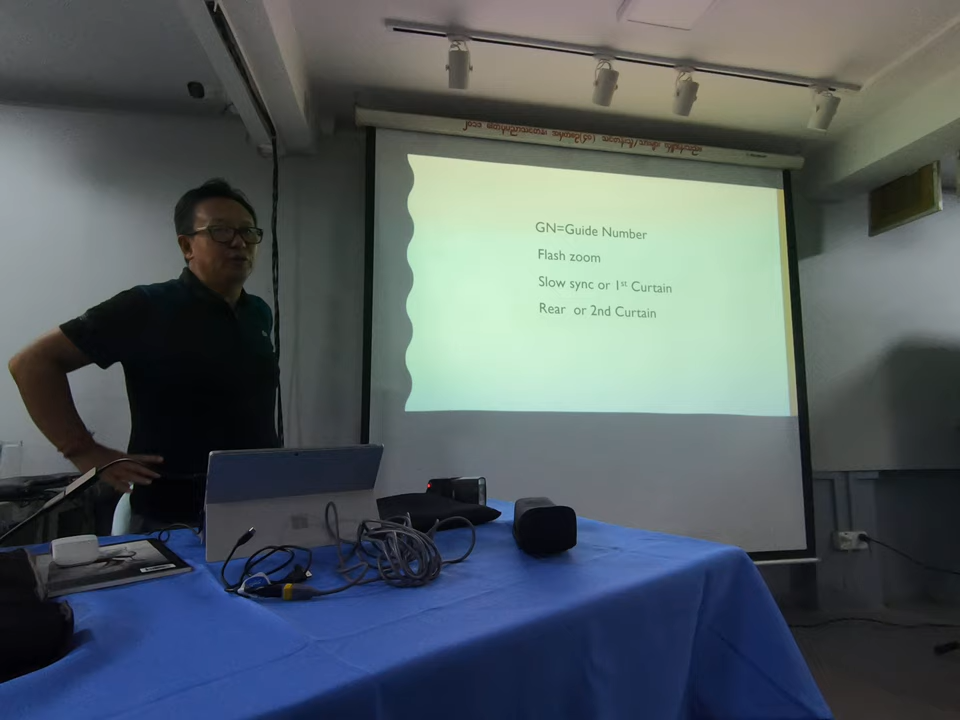 GN=Guide Number
Flash zoom
Slow sync or 1st Curtain
Rear or 2nd Curtain